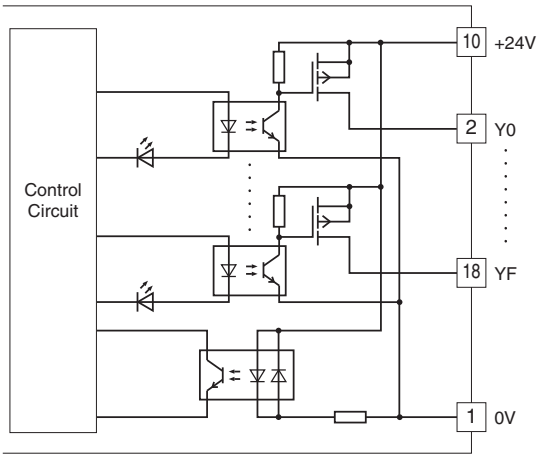 10 +24V
2 Y0
Control
Circuit
18 YF
1 0V